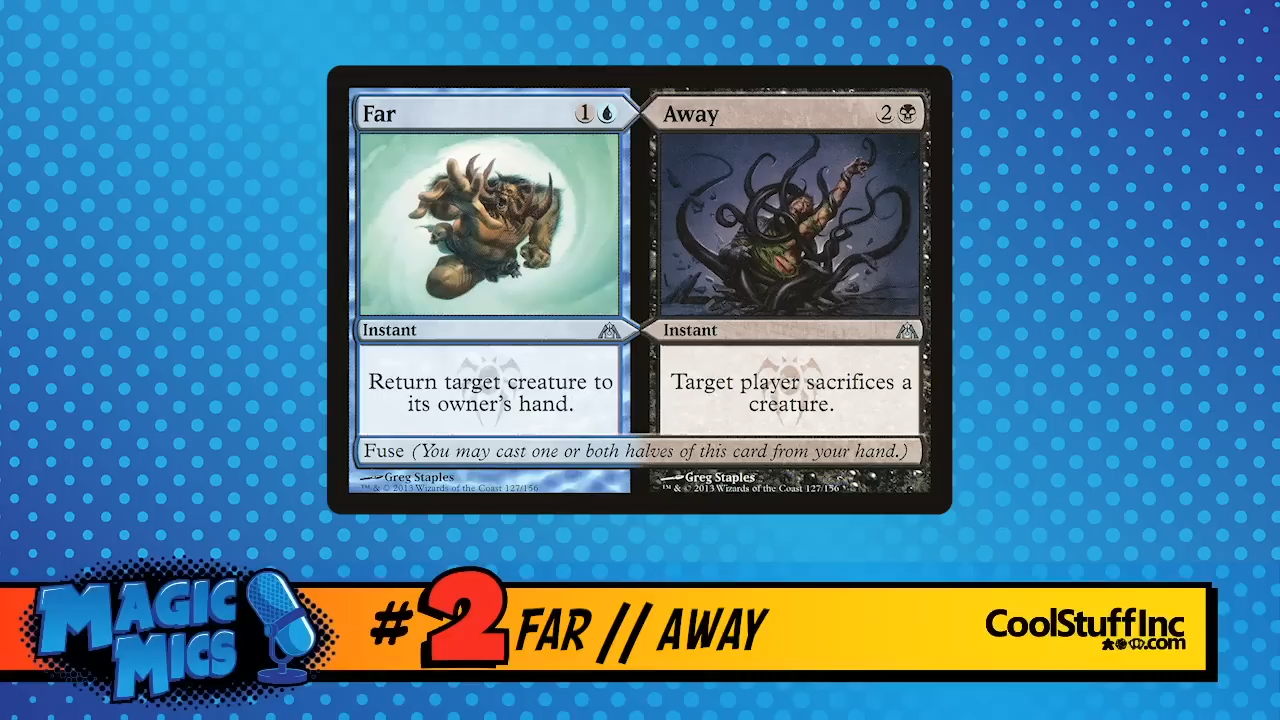 Far 1
Away 2
Instant
Instant
Return target creature to
its owner's hand.
Target player sacrifices a
creature.
Fuse (You may cast one or both halves of this card from your hand.)
Greg Staples
™ & © 2013 Wizards of the Coast 127/156
Greg Staples
™ & © 2013 Wizards of the Coast 127/156
MAGIC
MICS
#2 FAR // AWAY
CoolStuffInc
.com